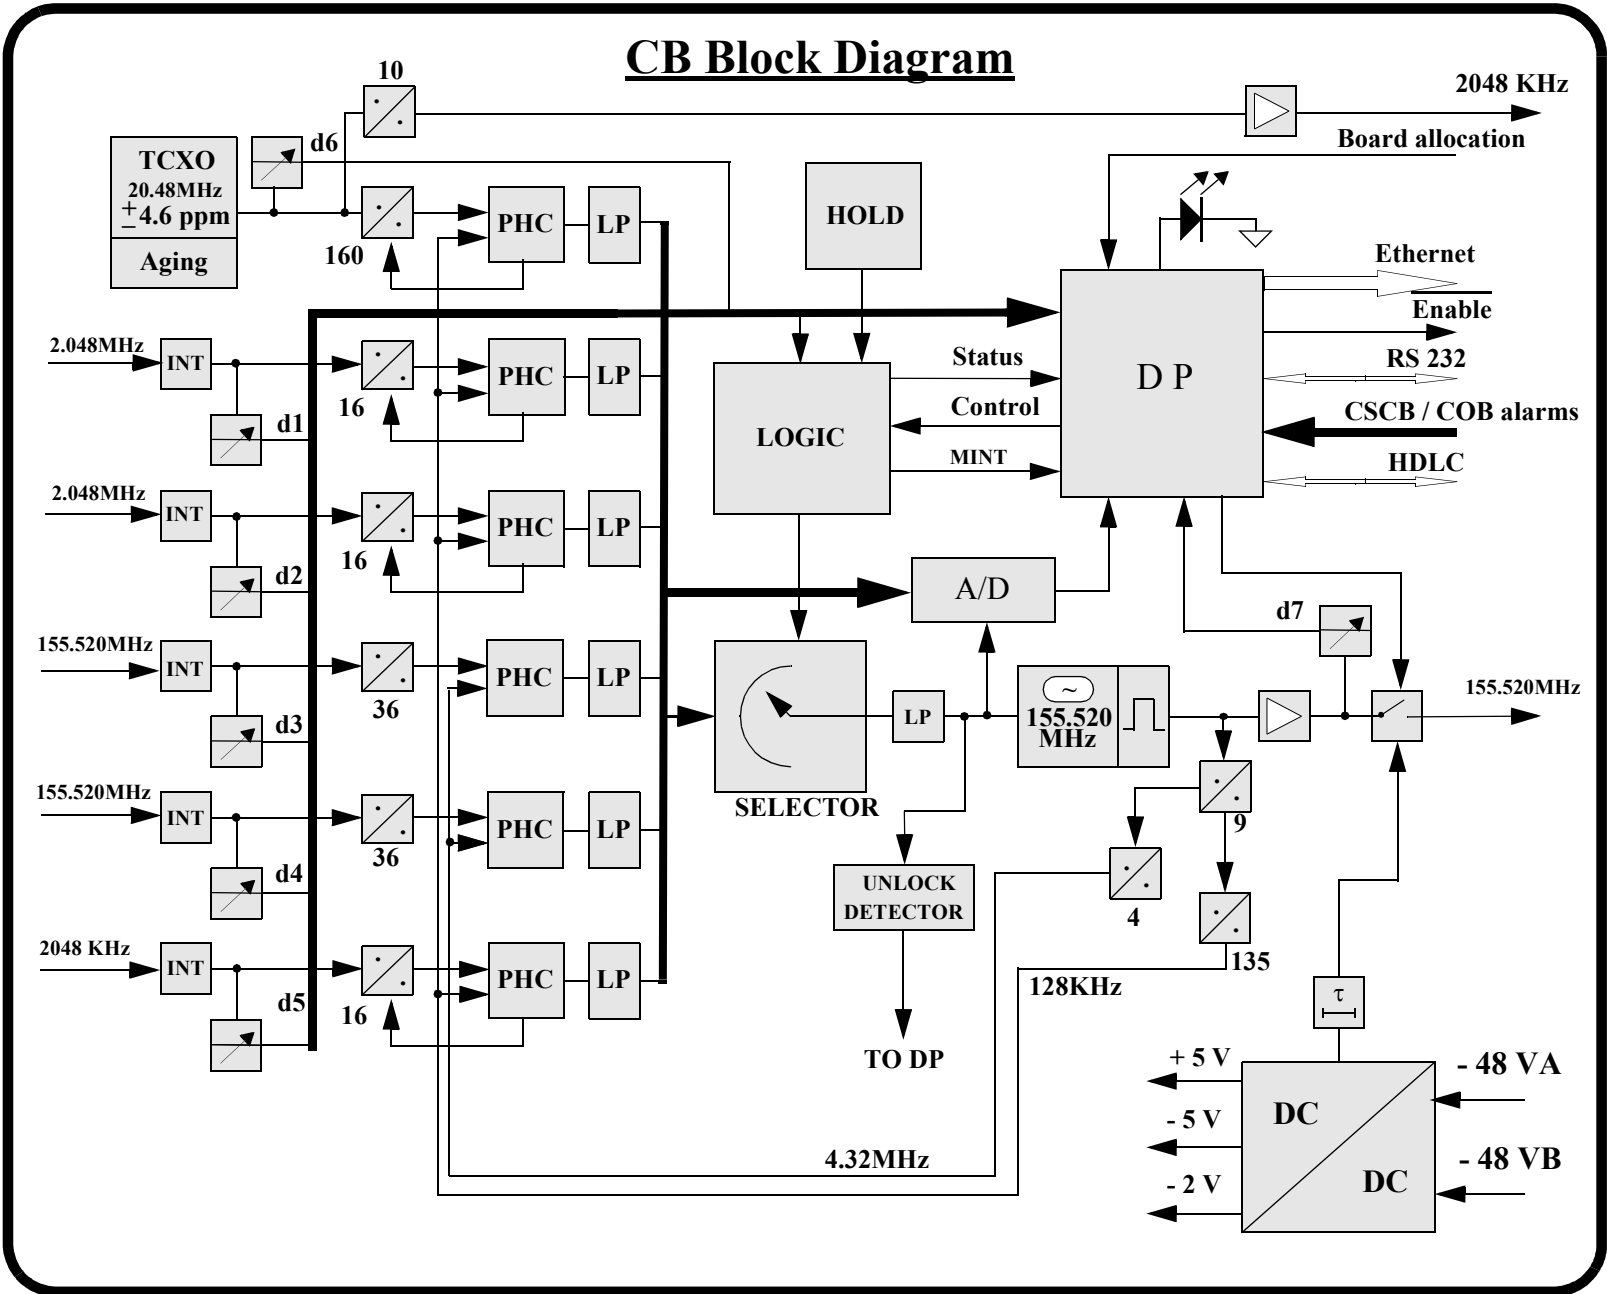 CB Block Diagram
10
2048 KHz
Board allocation
d6
TCXO
20.48MHz
± 4.6 ppm
Aging
160
PHC
LP
HOLD
Ethernet
Enable
RS 232
CSCB / COB alarms
HDLC
D P
Status
Control
MINT
LOGIC
2.048MHz
INT
16
PHC
LP
d1
2.048MHz
INT
16
PHC
LP
d2
A/D
d7
155.520MHz
INT
36
PHC
LP
d3
SELECTOR
LP
~
155.520
MHz
155.520MHz
155.520MHz
INT
36
PHC
LP
d4
9
4
135
UNLOCK
DETECTOR
TO DP
2048 KHz
INT
16
PHC
LP
d5
128KHz
4.32MHz
τ
+ 5 V
- 5 V
- 2 V
DC
DC
- 48 VA
- 48 VB